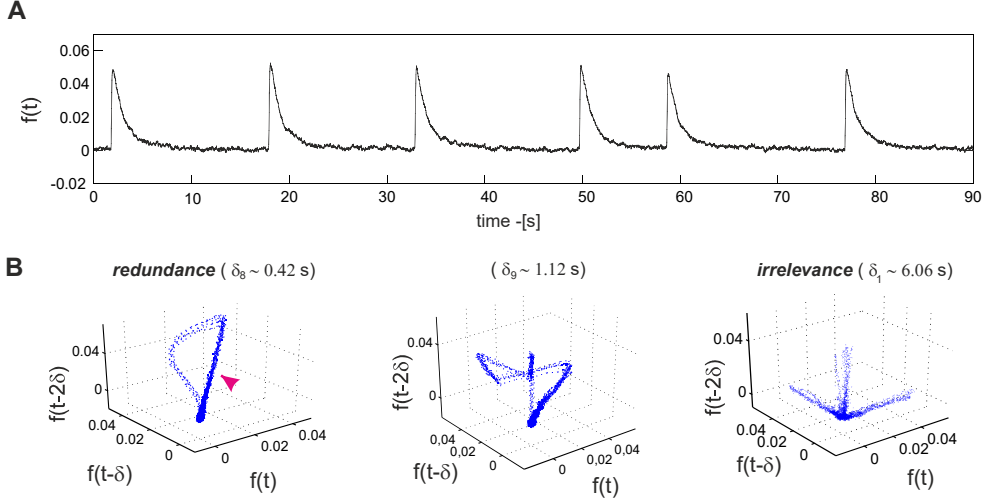 A
f(t)
0.06
0.04
0.02
0
-0.02
0 10 20 30 40 50 60 70 80 90
time -[s]
B
redundance ( δ8 ~ 0.42 s)
( δ9 ~ 1.12 s)
irrelevance ( δ1 ~ 6.06 s)
f(t-2δ)
0.04
0
0.04
0.02
0
0
0.02
0.04
f(t-δ)
f(t)
f(t-2δ)
0.04
0
0.04
0,02
0
0
0,02
0,04
f(t-δ)
f(t)
f(t-2δ)
0.04
0
0.04
0.02
0
0
0.02
0.04
f(t-δ)
f(t)